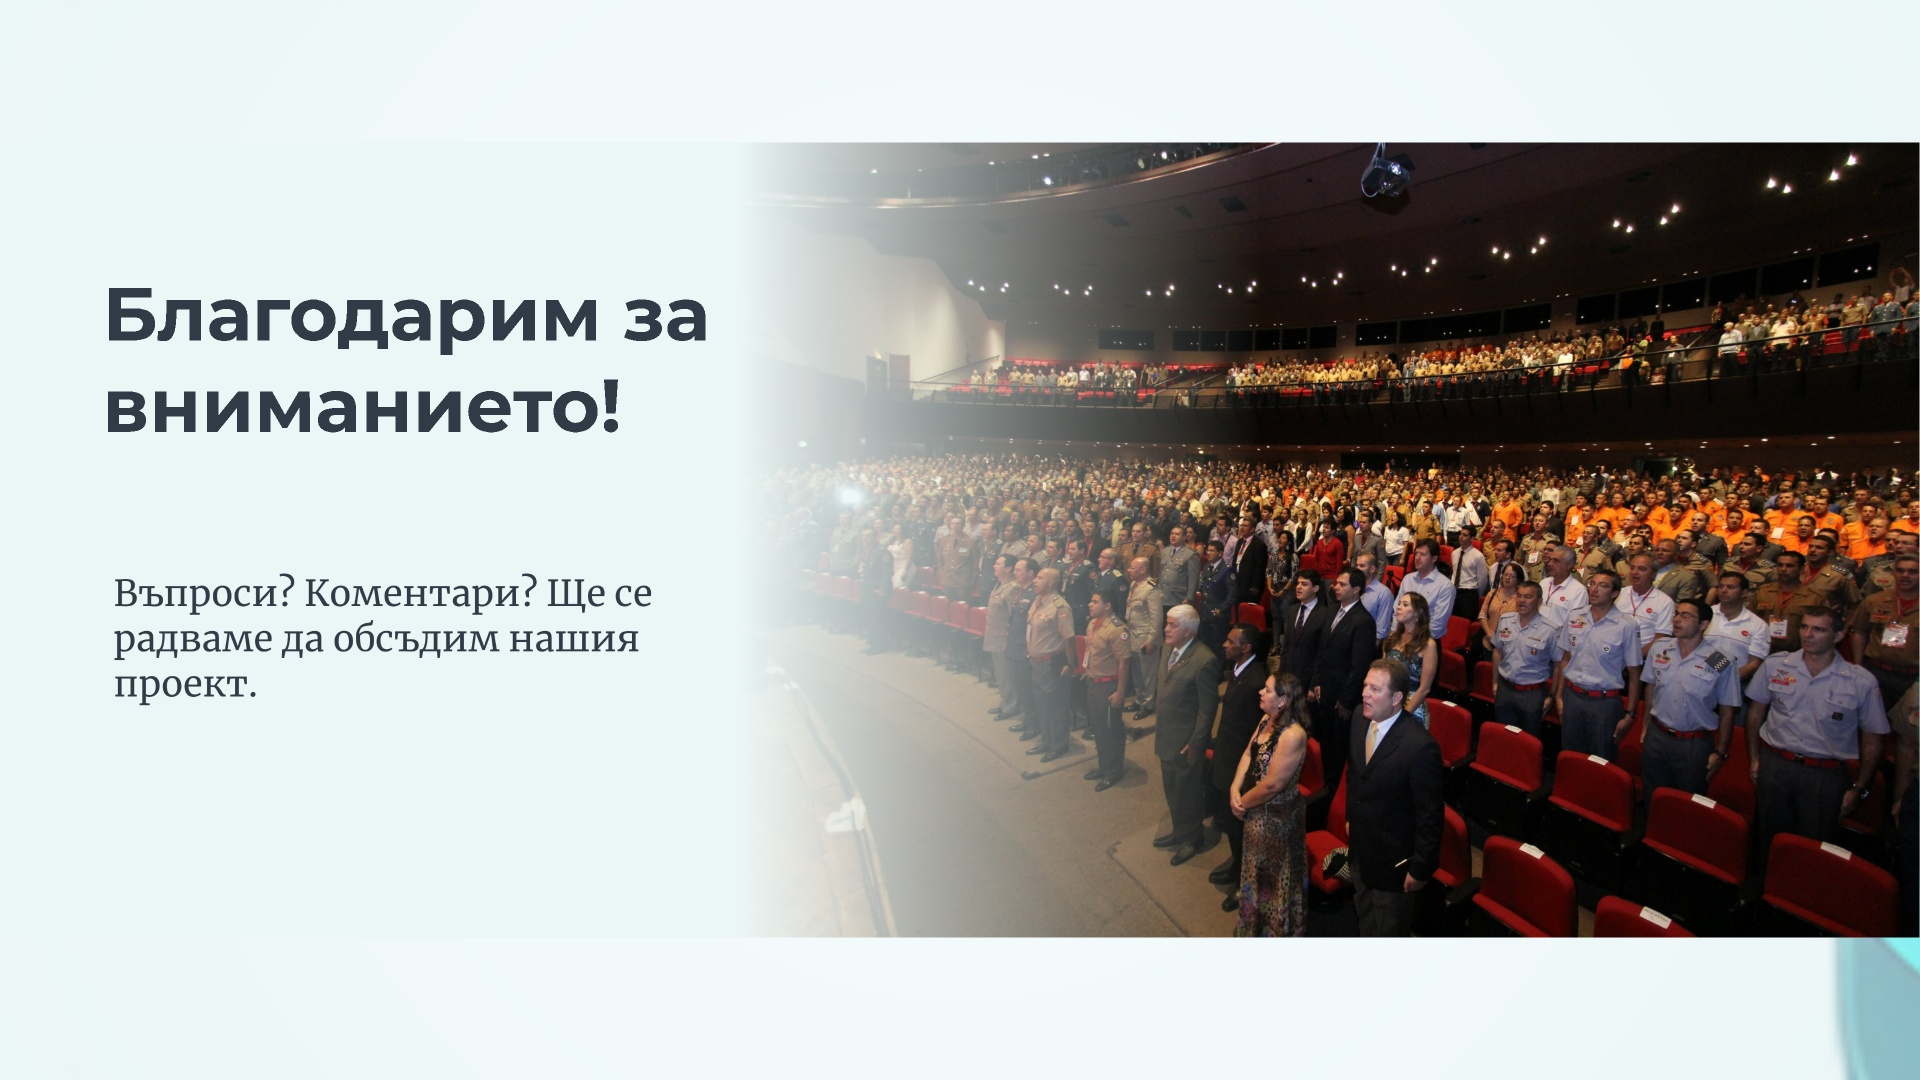 Благодарим за
вниманието!
Въпроси? Коментари? Ще се
радваме да обсъдим нашия
проект.